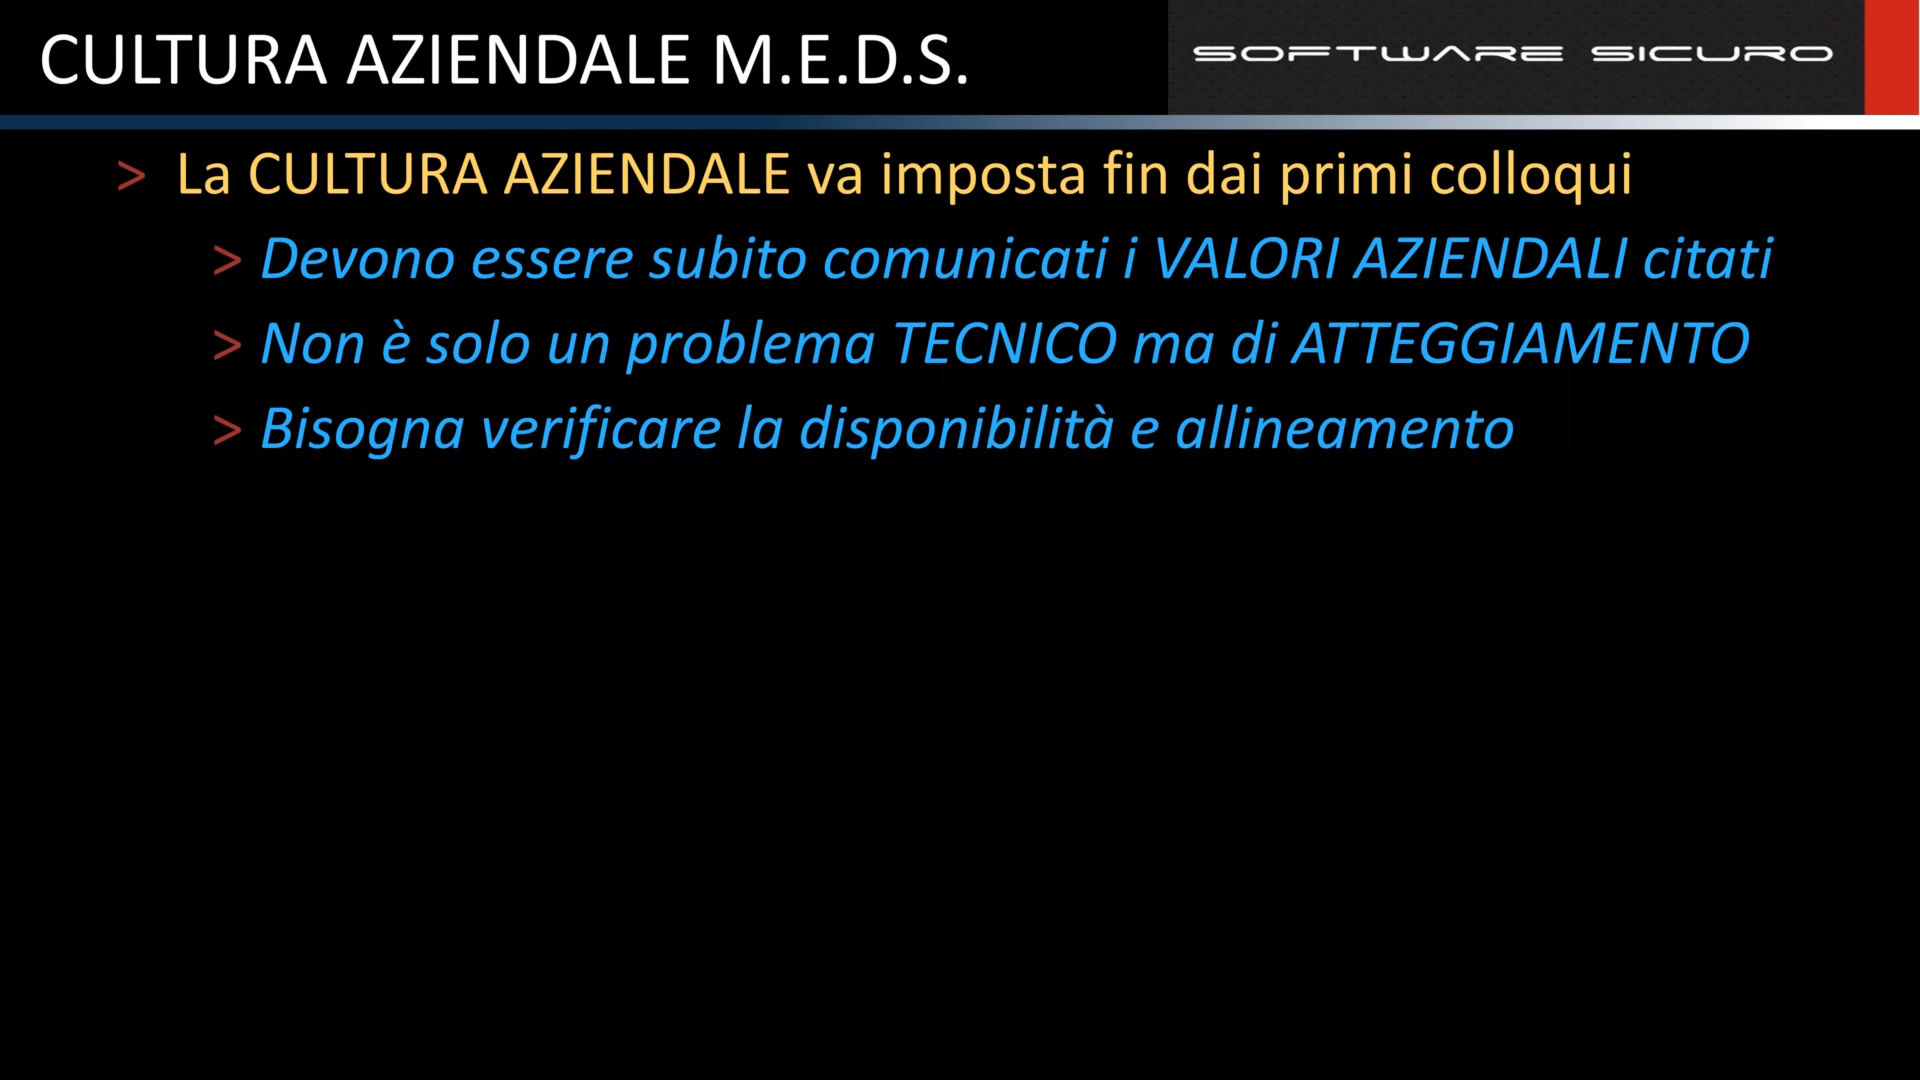 CULTURA AZIENDALE M.E.D.S.
SOFTWARE SICURO
> La CULTURA AZIENDALE va imposta fin dai primi colloqui
> Devono essere subito comunicati i VALORI AZIENDALI citati
> Non è solo un problema TECNICO ma di ATTEGGIAMENTO
> Bisogna verificare la disponibilità e allineamento